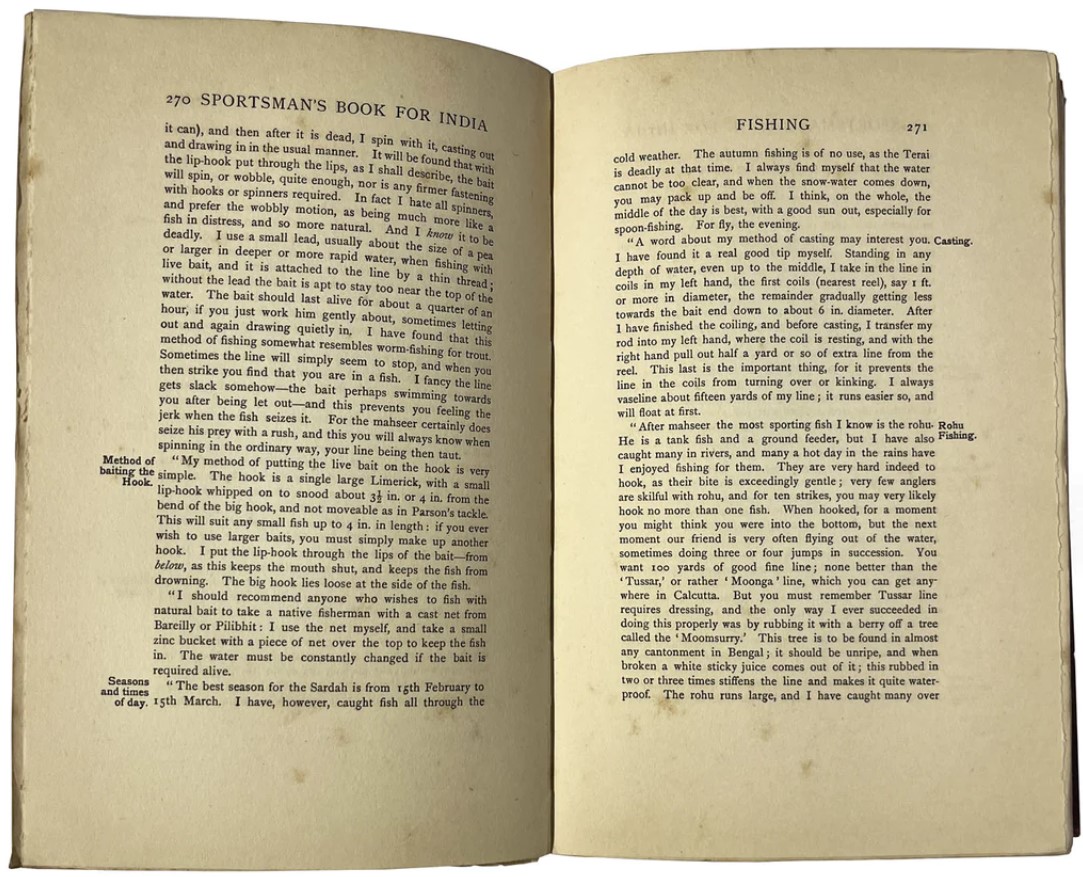 270 SPORTSMAN'S BOOK FOR INDIA
it can), and then after it is dead, I spin with it, casting out
and drawing in in the usual manner. It will be found that with
the lip-hook put through the lips, as I shall describe, the bait
will spin, or wobble, quite enough, nor is any firmer fastening
with hooks or spinners required. In fact I hate all spinners,
and prefer the wobbly motion, as being much more like a
fish in distress, and so more natural. And I know it to be
deadly. I use a small lead, usually about the size of a pea
or larger in deeper or more rapid water, when fishing with
live bait, and it is attached to the line by a thin thread;
without the lead the bait is apt to stay too near the top of the
water. The bait should last alive for about a quarter of an
hour, if you just work him gently about, sometimes letting
out and again drawing quietly in. I have found that this
method of fishing somewhat resembles worm-fishing for trout.
Sometimes the line will simply seem to stop, and when you
then strike you find that you are in a fish. I fancy the line
gets slack somehow—the bait perhaps swimming towards
you after being let out—and this prevents you feeling the
jerk when the fish seizes it. For the mahseer certainly does
seize his prey with a rush, and this you will always know when
spinning in the ordinary way, your line being then taut.
Method of
baiting the
Hook.
"My method of putting the live bait on the hook is very
simple. The hook is a single large Limerick, with a small
lip-hook whipped on to snood about 3½ in. or 4 in. from the
bend of the big hook, and not moveable as in Parson's tackle.
This will suit any small fish up to 4 in. in length: if you ever
wish to use larger baits, you must simply make up another
hook. I put the lip-hook through the lips of the bait—from
below, as this keeps the mouth shut, and keeps the fish from
drowning. The big hook lies loose at the side of the fish.
"I should recommend anyone who wishes to fish with
natural bait to take a native fisherman with a cast net from
Bareilly or Pilibhit: I use the net myself, and take a small
zinc bucket with a piece of net over the top to keep the fish
in. The water must be constantly changed if the bait is
required alive.
Seasons
and times
of day.
"The best season for the Sardah is from 15th February to
15th March. I have, however, caught fish all through the
FISHING 271
cold weather. The autumn fishing is of no use, as the Terai
is deadly at that time. I always find myself that the water
cannot be too clear, and when the snow-water comes down,
you may pack up and be off. I think, on the whole, the
middle of the day is best, with a good sun out, especially for
spoon-fishing. For fly, the evening.
"A word about my method of casting may interest you.
Casting.
I have found it a real good tip myself. Standing in any
depth of water, even up to the middle, I take in the line in
coils in my left hand, the first coils (nearest reel), say 1 ft.
or more in diameter, the remainder gradually getting less
towards the bait end down to about 6 in. diameter. After
I have finished the coiling, and before casting, I transfer my
rod into my left hand, where the coil is resting, and with the
right hand pull out half a yard or so of extra line from the
reel. This last is the important thing, for it prevents the
line in the coils from turning over or kinking. I always
vaseline about fifteen yards of my line; it runs easier so, and
will float at first.
"After mahseer the most sporting fish I know is the rohu.
Rohu
Fishing.
He is a tank fish and a ground feeder, but I have also
caught many in rivers, and many a hot day in the rains have
I enjoyed fishing for them. They are very hard indeed to
hook, as their bite is exceedingly gentle; very few anglers
are skilful with rohu, and for ten strikes, you may very likely
hook no more than one fish. When hooked, for a moment
you might think you were into the bottom, but the next
moment our friend is very often flying out of the water,
sometimes doing three or four jumps in succession. You
want 100 yards of good fine line; none better than the
'Tussar,' or rather 'Moonga' line, which you can get any-
where in Calcutta. But you must remember Tussar line
requires dressing, and the only way I ever succeeded in
doing this properly was by rubbing it with a berry off a tree
called the 'Moomsurry.' This tree is to be found in almost
any cantonment in Bengal; it should be unripe, and when
broken a white sticky juice comes out of it; this rubbed in
two or three times stiffens the line and makes it quite water-
proof. The rohu runs large, and I have caught many over